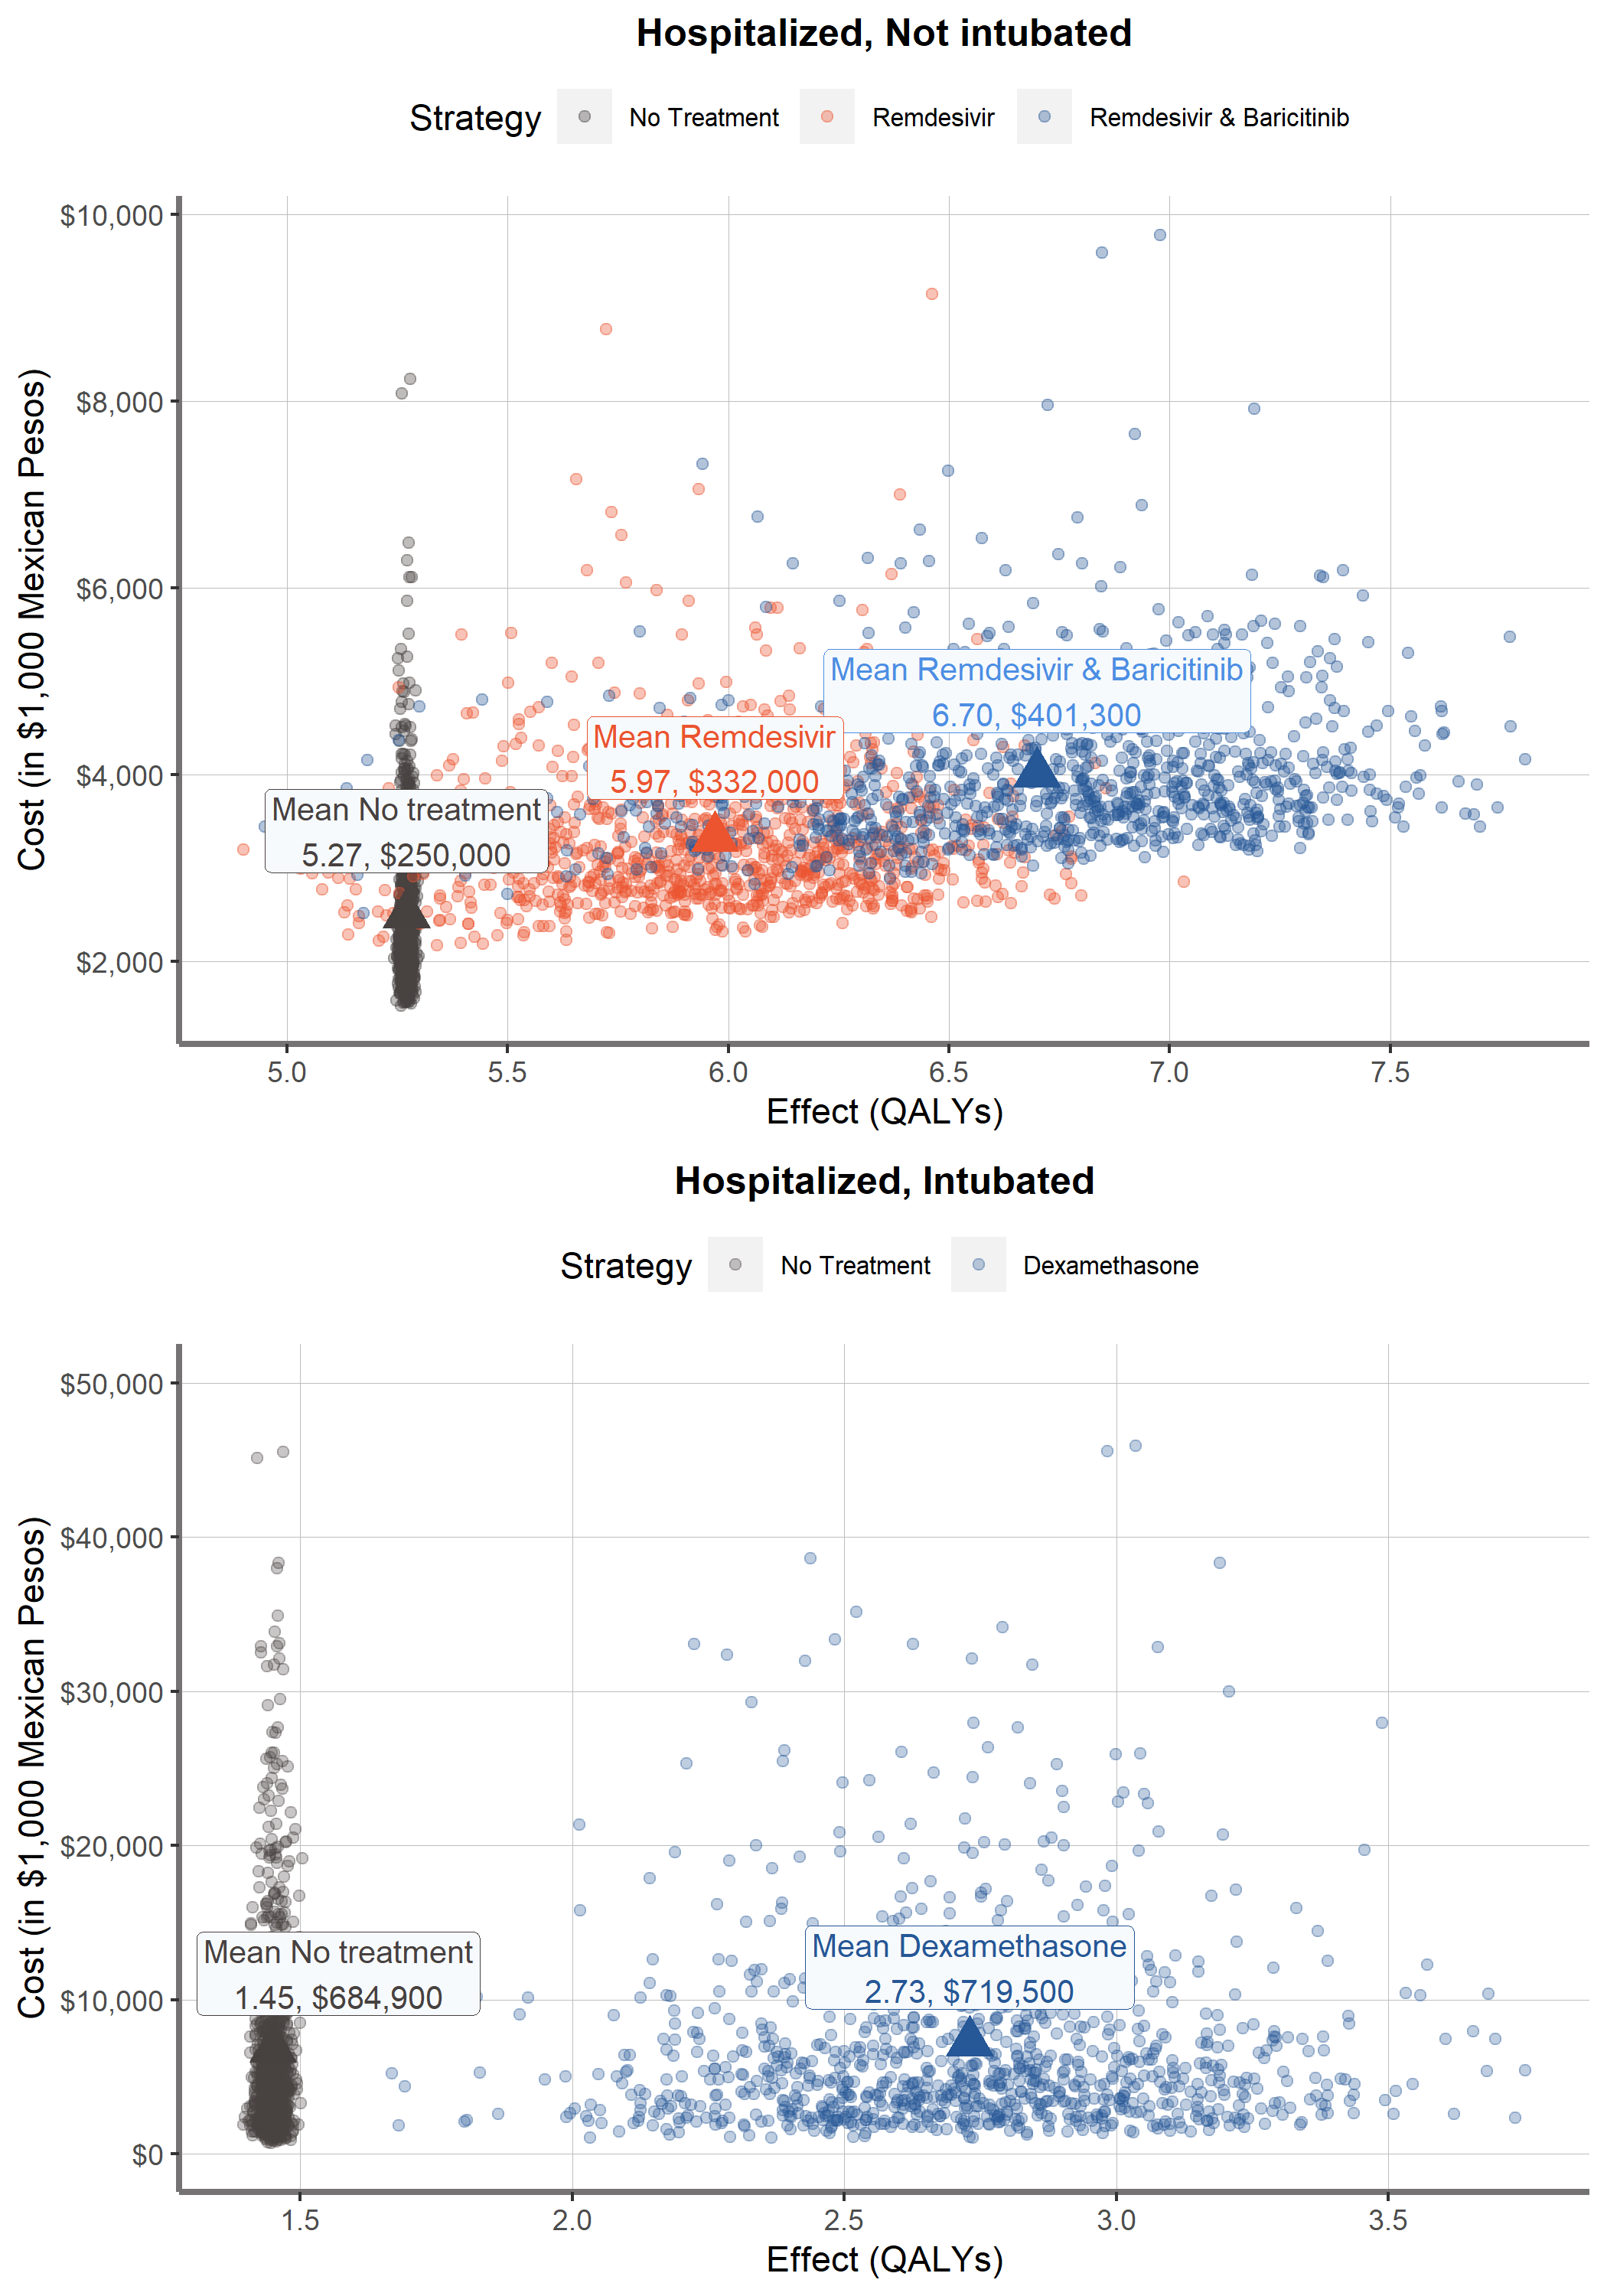 Hospitalized, Not intubated
Strategy No Treatment Remdesivir Remdesivir & Baricitinib
Cost (in $1,000 Mexican Pesos)
$10,000
$8,000
$6,000
$4,000
$2,000
Mean Remdesivir & Baricitinib
6.70, $401,300
Mean Remdesivir
5.97, $332,000
Mean No treatment
5.27, $250,000
5.0 5.5 6.0 6.5 7.0 7.5
Effect (QALYs)
Hospitalized, Intubated
Strategy No Treatment Dexamethasone
Cost (in $1,000 Mexican Pesos)
$50,000
$40,000
$30,000
$20,000
$10,000
$0
Mean No treatment
1.45, $684,900
Mean Dexamethasone
2.73, $719,500
1.5 2.0 2.5 3.0 3.5
Effect (QALYs)